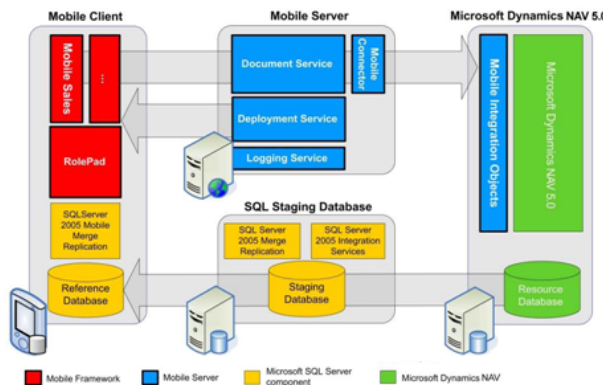 Mobile Client
Mobile Server
Microsoft Dynamics NAV 5.0
Mobile Sales
...
RolePad
SQLServer
2005 Mobile
Merge
Replication
Reference
Database
Document Service
Mobile
Connector
Deployment Service
Logging Service
SQL Staging Database
SQL Server
2005 Merge
Replication
SQL Server
2005 Integration
Services
Staging
Database
Mobile Integration Objects
Microsoft Dynamics
NAV 5.0
Resource
Database
Mobile Framework
Mobile Server
Microsoft SQL Server
component
Microsoft Dynamics NAV